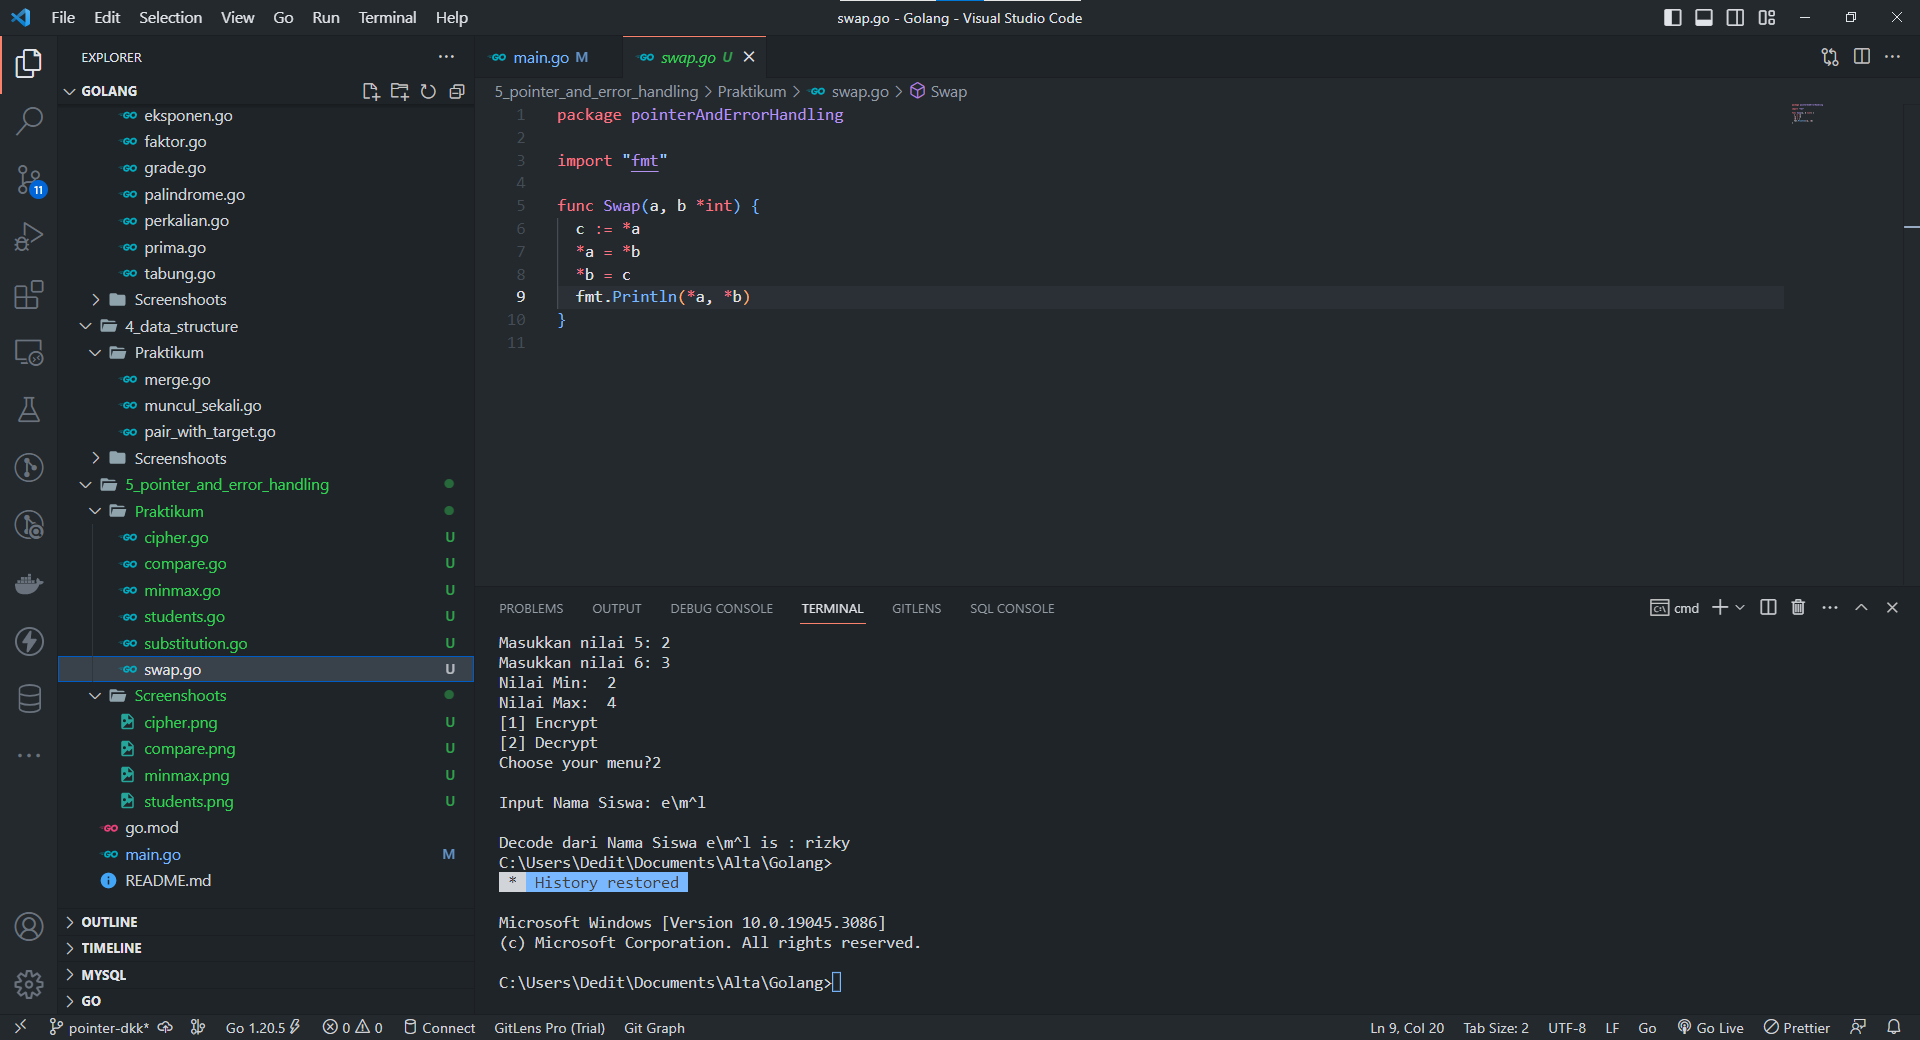 File Edit Selection View Go Run Terminal Help
swap.go - Golang - Visual Studio Code
EXPLORER
GOLANG
eksponen.go
faktor.go
grade.go
palindrome.go
perkalian.go
prima.go
tabung.go
Screenshoots
4_data_structure
Praktikum
merge.go
muncul_sekali.go
pair_with_target.go
Screenshoots
5_pointer_and_error_handling
Praktikum
cipher.go U
compare.go U
minmax.go U
students.go U
substitution.go U
swap.go U
Screenshoots
cipher.png U
compare.png U
minmax.png U
students.png U
go.mod
main.go M
README.md
OUTLINE
TIMELINE
MYSQL
GO
11
main.go M
swap.go U
5_pointer_and_error_handling > Praktikum > swap.go > Swap
1 package pointerAndErrorHandling
2
3 import "fmt"
4
5 func Swap(a, b *int) {
6 c := *a
7 *a = *b
8 *b = c
9 fmt.Println(*a, *b)
10 }
11
PROBLEMS OUTPUT DEBUG CONSOLE TERMINAL GITLENS SQL CONSOLE
cmd
Masukkan nilai 5: 2
Masukkan nilai 6: 3
Nilai Min:  2
Nilai Max:  4
[1] Encrypt
[2] Decrypt
Choose your menu?2
Input Nama Siswa: e\m^l
Decode dari Nama Siswa e\m^l is : rizky
C:\Users\Dedit\Documents\Alta\Golang>
* History restored
Microsoft Windows [Version 10.0.19045.3086]
(c) Microsoft Corporation. All rights reserved.
C:\Users\Dedit\Documents\Alta\Golang>
pointer-dkk* Go 1.20.5 0 0 Connect GitLens Pro (Trial) Git Graph
Ln 9, Col 20 Tab Size: 2 UTF-8 LF Go Go Live Prettier